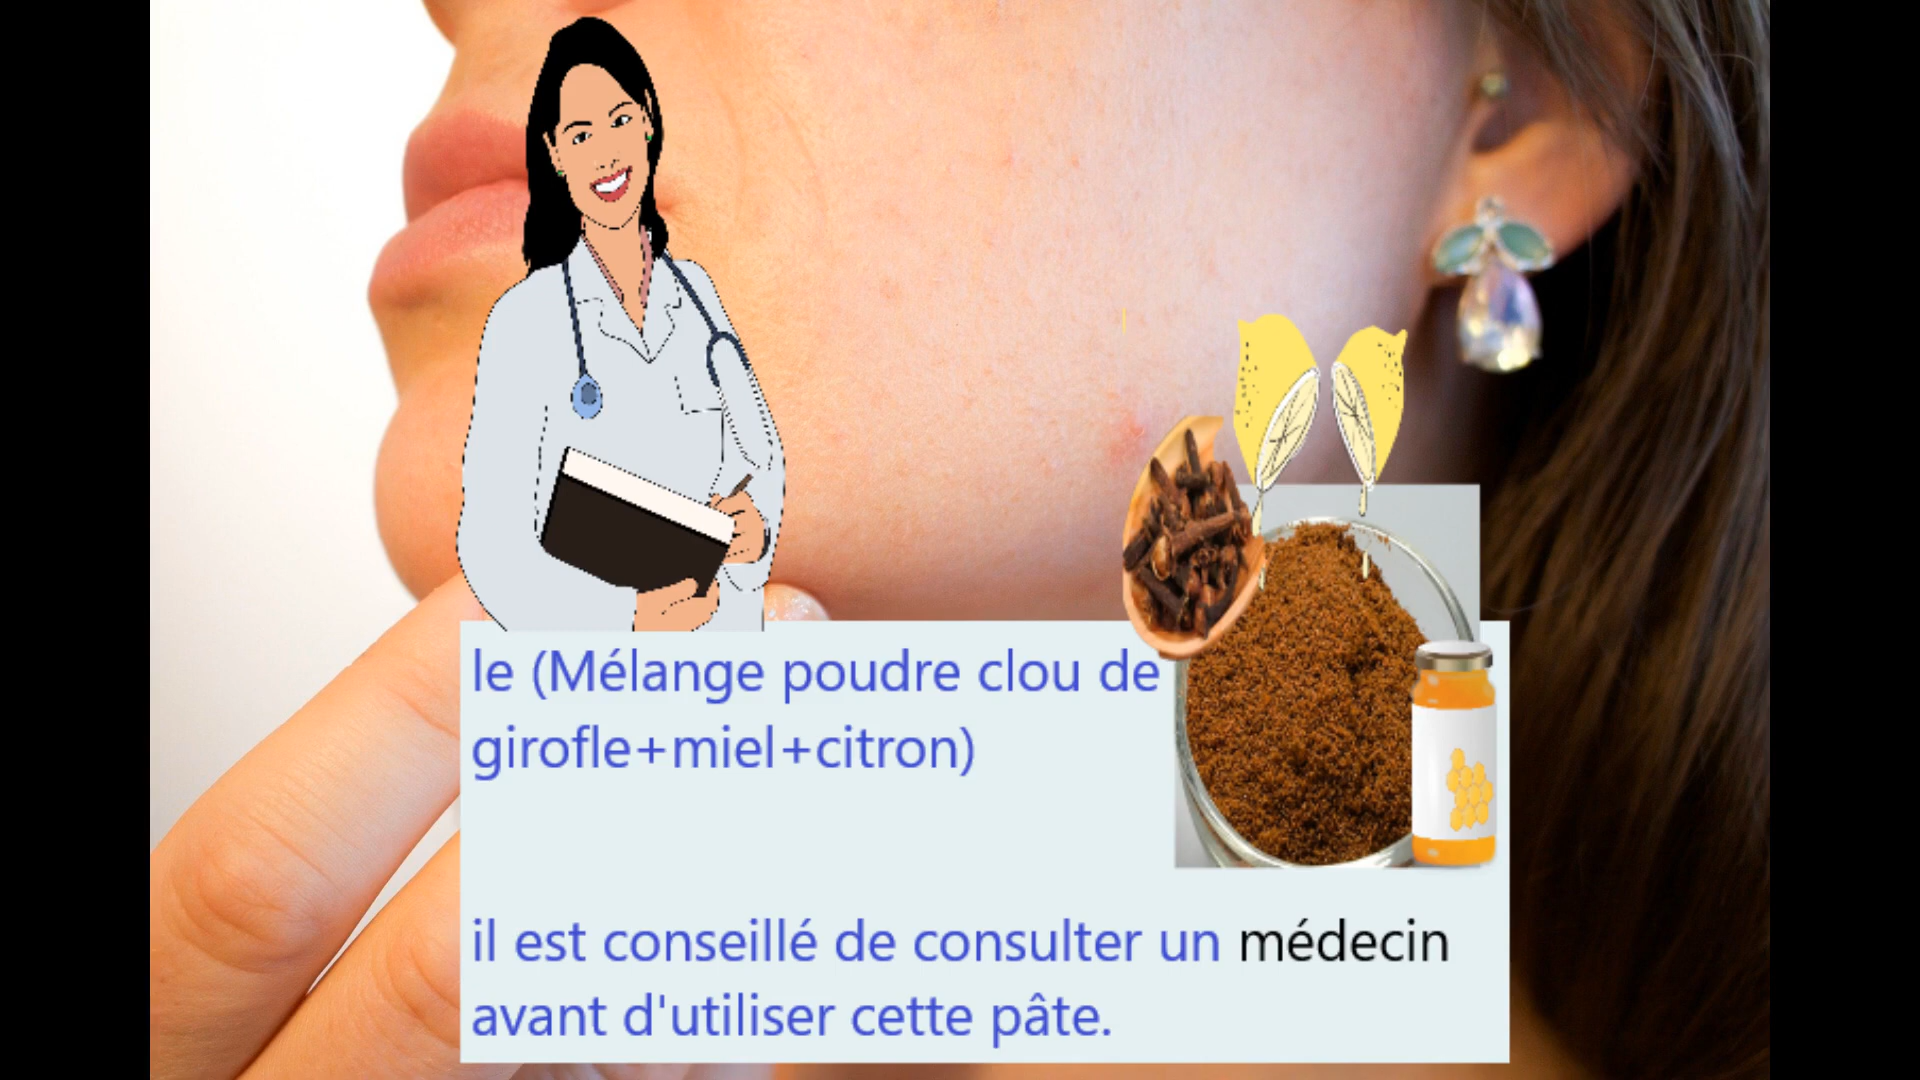 le (Mélange poudre clou de
girofle+miel+citron)
il est conseillé de consulter un médecin
avant d'utiliser cette pâte.